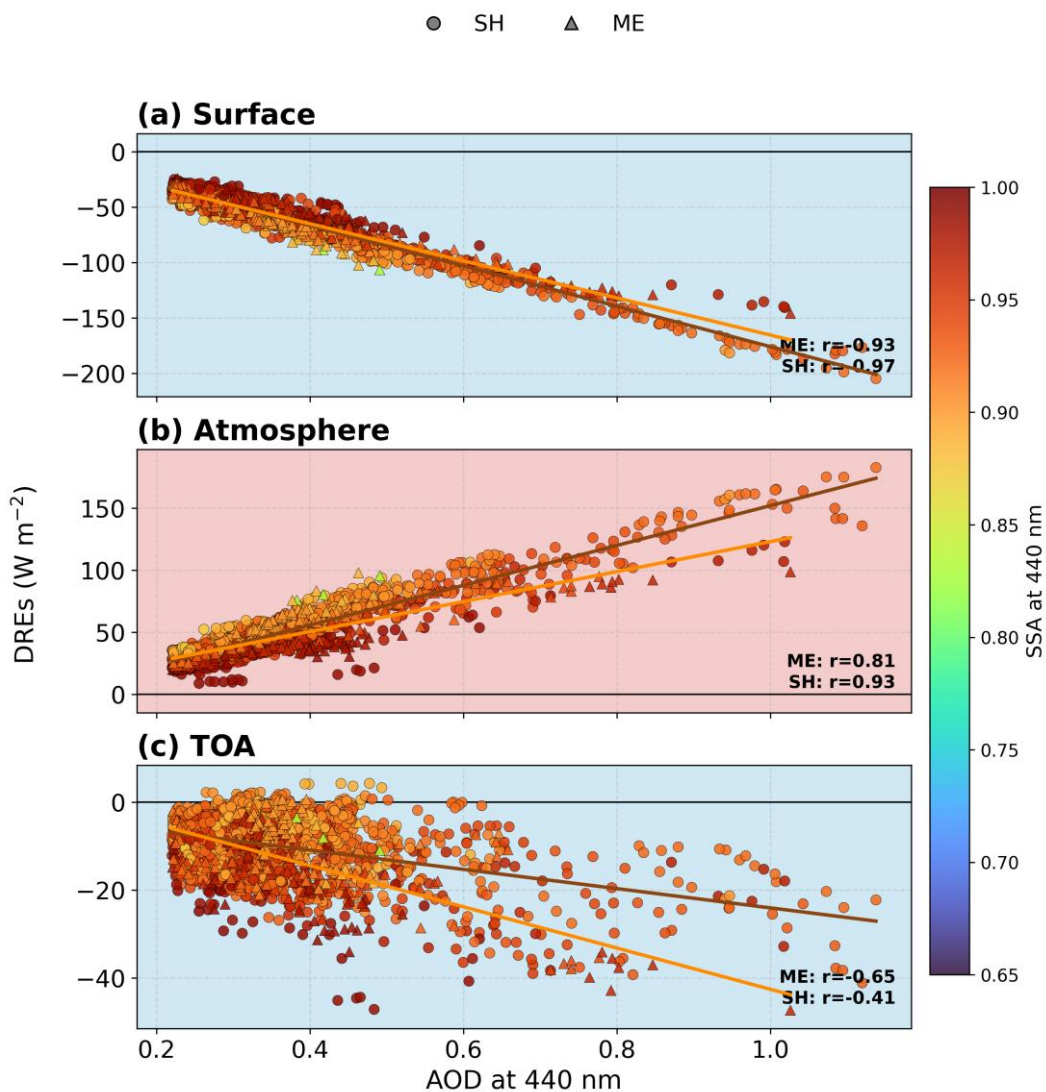 SH ME
(a) Surface
0
−50
−100
−150
−200
ME: r=-0.93
SH: r=-0.97
(b) Atmosphere
150
100
50
0
ME: r=0.81
SH: r=0.93
(c) TOA
0
−20
−40
ME: r=-0.65
SH: r=-0.41
0.2 0.4 0.6 0.8 1.0
AOD at 440 nm
DREs (W m⁻²)
1.00
0.95
0.90
0.85
0.80
0.75
0.70
0.65
SSA at 440 nm